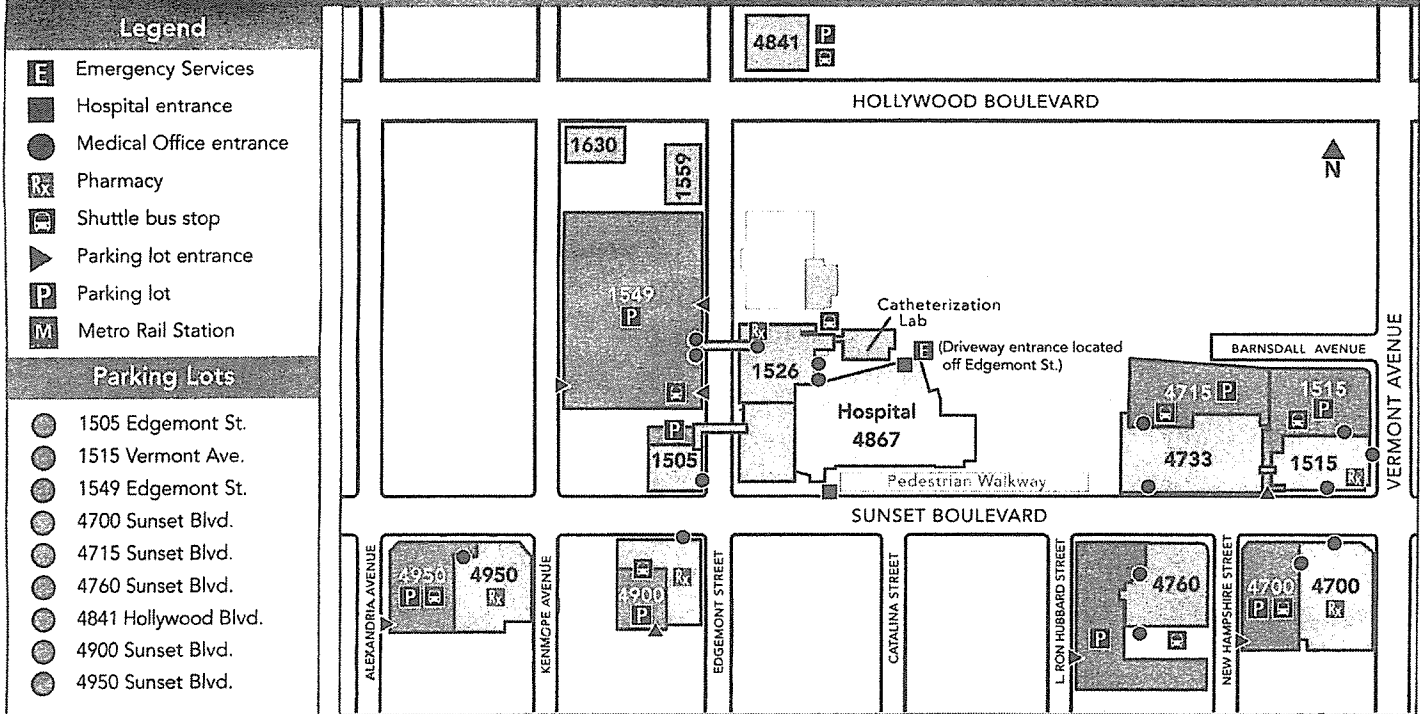 Legend
E Emergency Services
Hospital entrance
Medical Office entrance
Rx Pharmacy
Shuttle bus stop
Parking lot entrance
P Parking lot
M Metro Rail Station
Parking Lots
1505 Edgemont St.
1515 Vermont Ave.
1549 Edgemont St.
4700 Sunset Blvd.
4715 Sunset Blvd.
4760 Sunset Blvd.
4841 Hollywood Blvd.
4900 Sunset Blvd.
4950 Sunset Blvd.
4841 P
HOLLYWOOD BOULEVARD
N
1630
1559
1549
P
Catheterization
Lab
Rx
1526
E (Driveway entrance located
off Edgemont St.)
Hospital
4867
P
1505
Pedestrian Walkway
BARNSDALL AVENUE
VERMONT AVENUE
4715 P
1515
P
4733
1515
Rx
SUNSET BOULEVARD
ALEXANDRIA AVENUE
4950
P
4950
Rx
KENMORE AVENUE
4900
P
Rx
EDGEMONT STREET
CATALINA STREET
L. RON HUBBARD STREET
4760
P
NEW HAMPSHIRE STREET
4700
P
4700
Rx